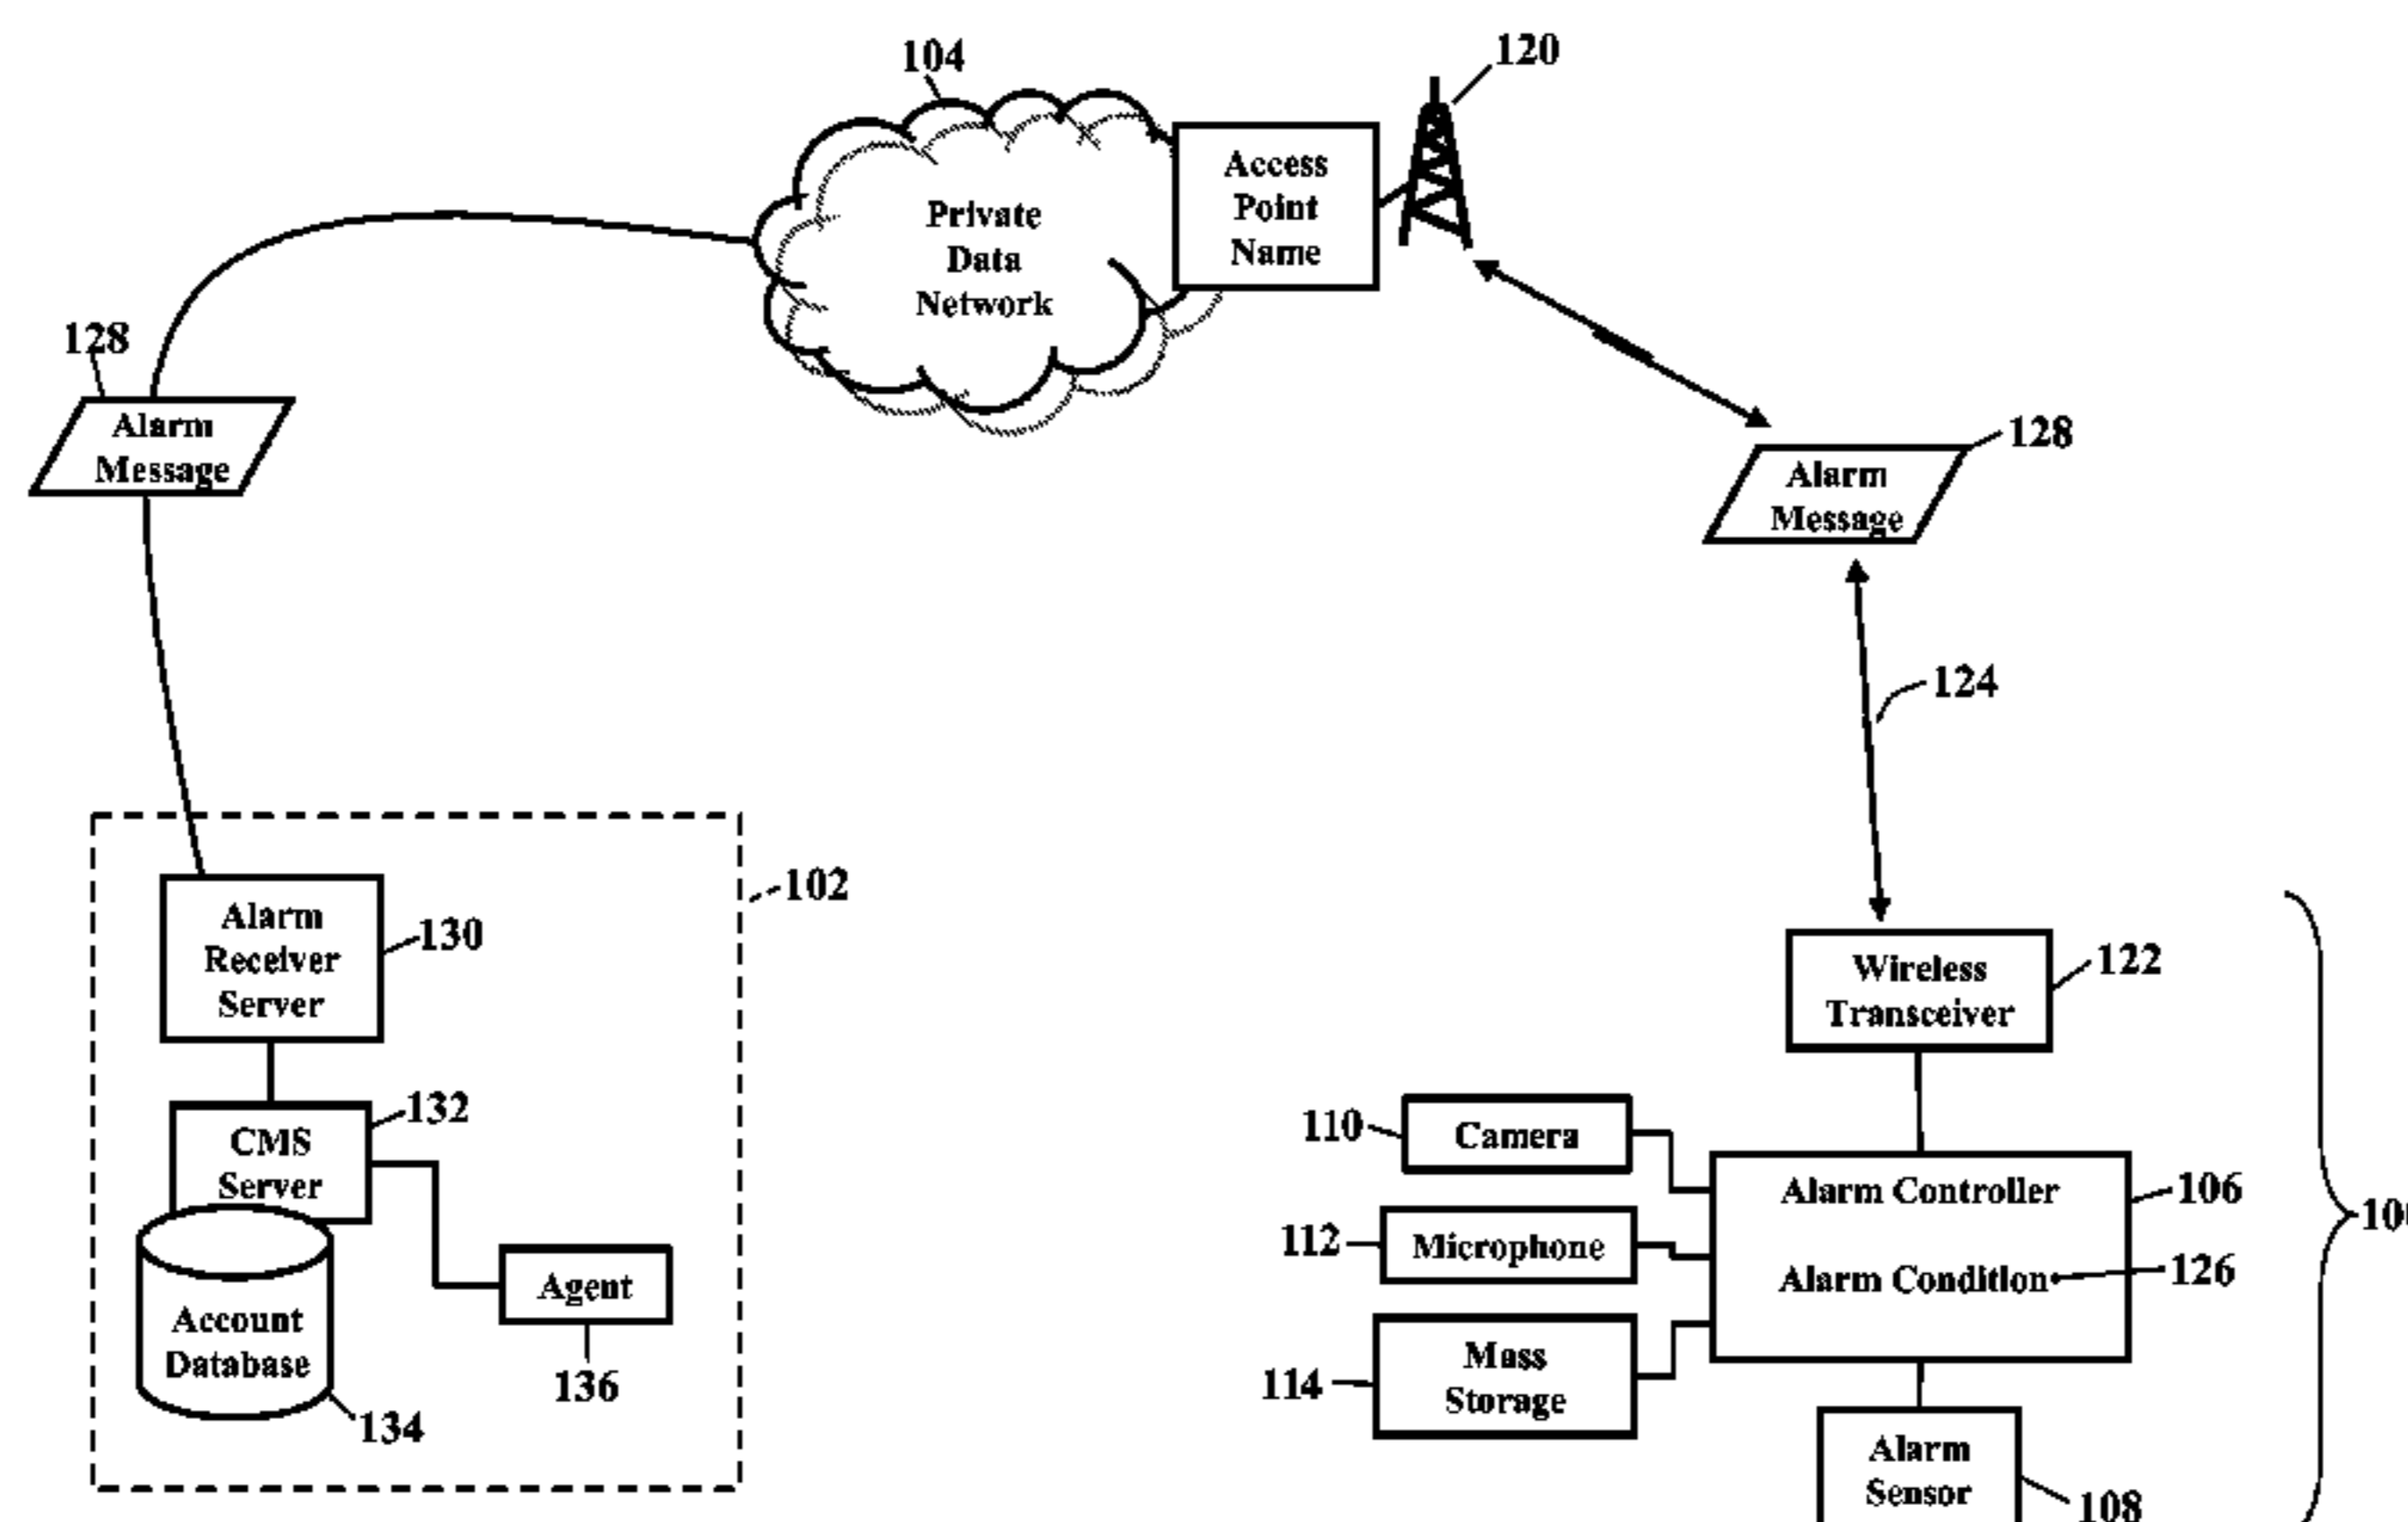 104
120
Access
Point
Name
Private
Data
Network
128
Alarm
Message
128
Alarm
Message
124
102
Alarm
Receiver
Server
130
Wireless
Transceiver
122
CMS
Server
132
Camera
110
Alarm Controller
106
Microphone
112
Alarm Condition
126
Agent
136
Account
Database
134
Mass
Storage
114
Alarm
Sensor
108